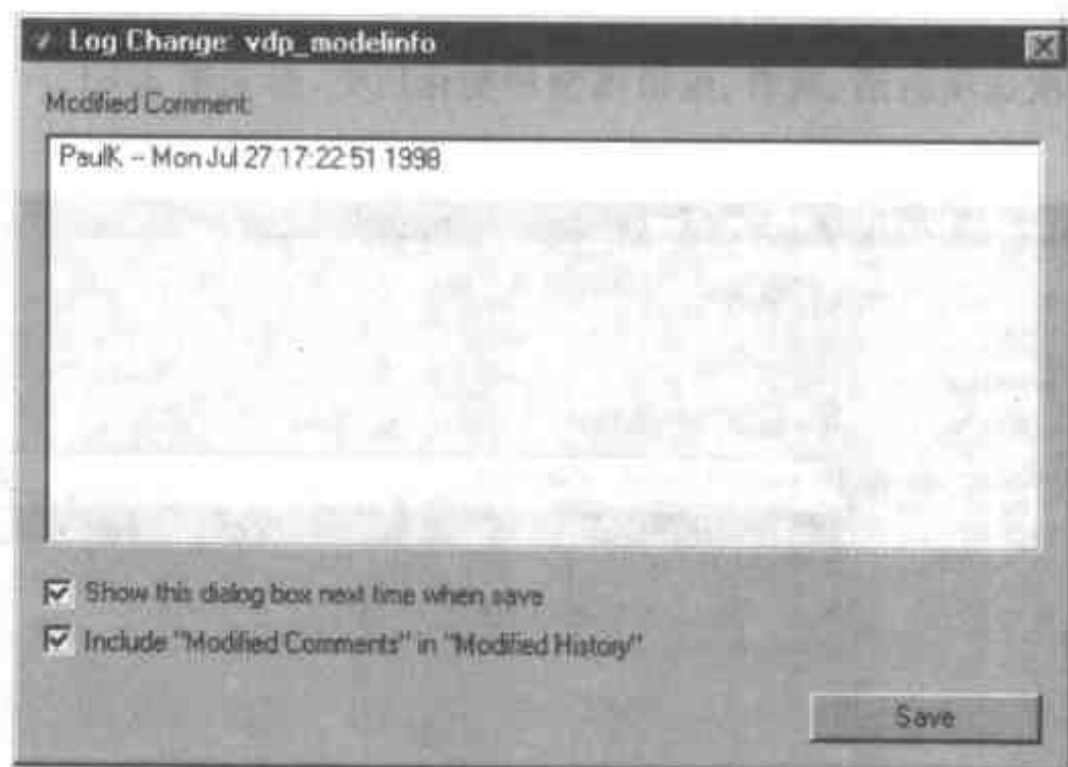 Log Change vdp_modelinfo
Modified Comment:
PaulK -- Mon Jul 27 17:22:51 1998
Show this dialog box next time when save
Include "Modified Comments" in "Modified History"
Save